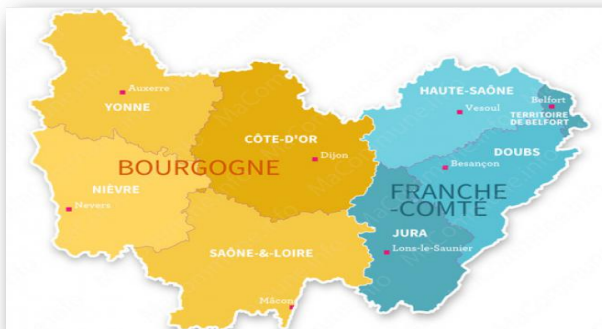 Auxerre
YONNE
HAUTE-SAÔNE
Vesoul
Belfort
TERRITOIRE
DE BELFORT
CÔTE-D'OR
Dijon
DOUBS
Besançon
BOURGOGNE
NIÈVRE
Nevers
FRANCHE
-COMTÉ
JURA
Lons-le-Saunier
SAÔNE-&-LOIRE
Mâcon